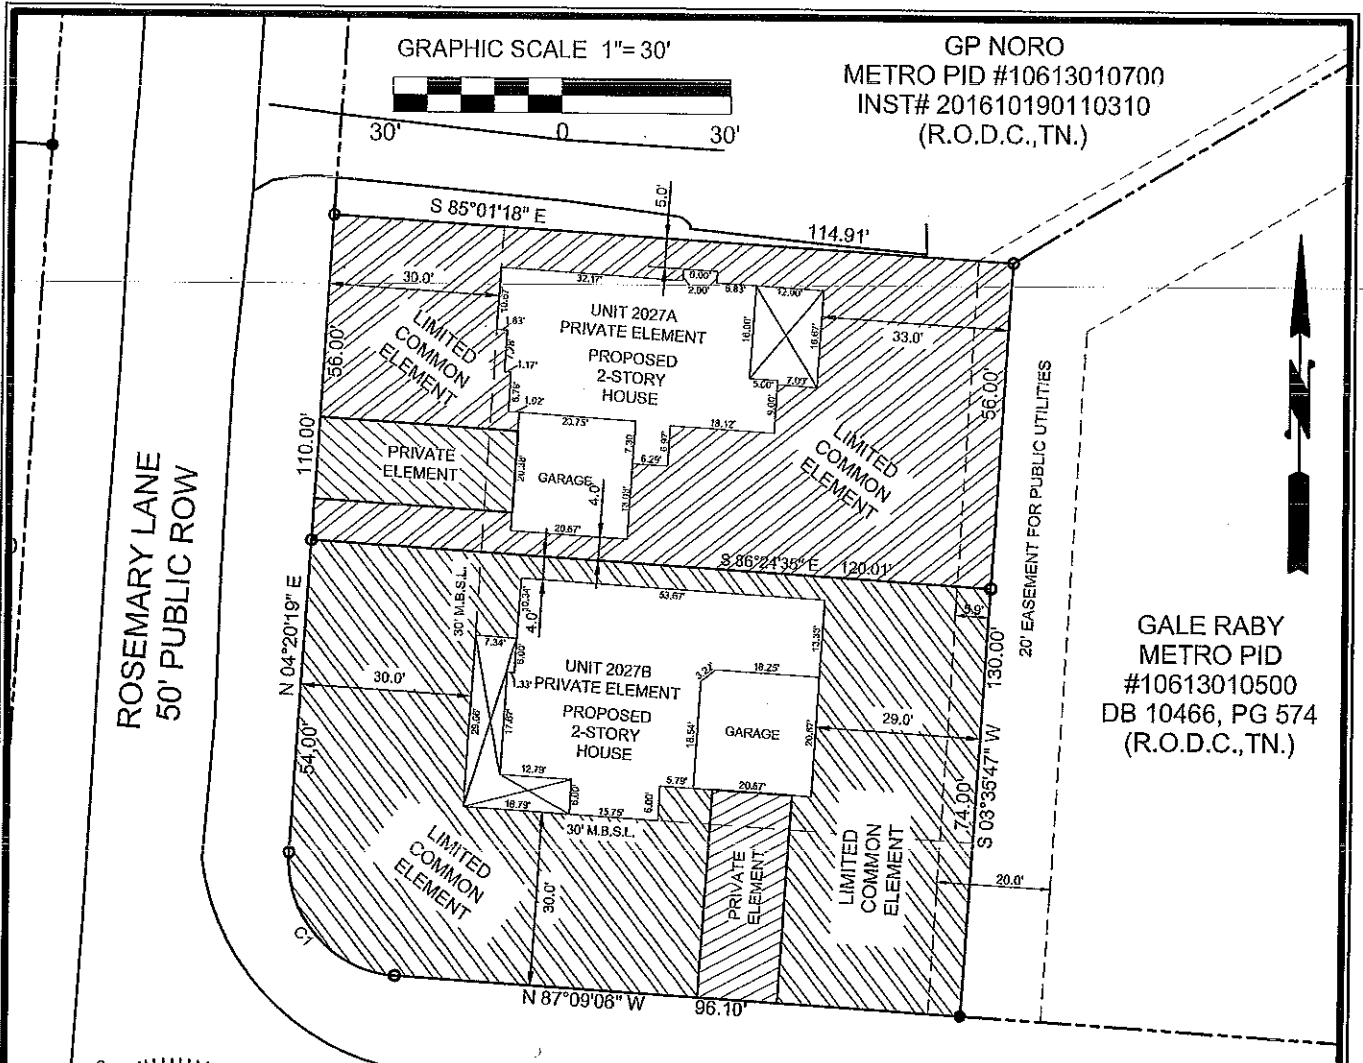 GRAPHIC SCALE 1"= 30'
30' 0 30'
GP NORO
METRO PID #10613010700
INST# 201610190110310
(R.O.D.C.,TN.)
S 85°01'18" E
5.0'
114.91'
30.0'
32.17'
2.00'
12.00'
33.0'
56.00'
56.00'
UNIT 2027A
PRIVATE ELEMENT
PROPOSED
2-STORY
HOUSE
16.00'
16.67'
5.00'
7.00'
9.00'
18.12'
1.17'
1.92'
20.75'
7.30
6.29'
6.97'
20.38'
13.08'
GARAGE
4.0'
20.67'
LIMITED
COMMON
ELEMENT
LIMITED
COMMON
ELEMENT
PRIVATE
ELEMENT
110.00'
ROSEMARY LANE
50' PUBLIC ROW
20' EASEMENT FOR PUBLIC UTILITIES
S 86°24'35" E 120.01'
5.9'
N 04°20'19" E
30' M.B.S.L.
4.0'
10.34'
53.67'
13.33'
7.34'
6.00'
1.33'
30.0'
UNIT 2027B
PRIVATE ELEMENT
PROPOSED
2-STORY
HOUSE
3.22'
18.25'
18.54'
GARAGE
20.67'
29.0'
54.00'
29.66'
17.67'
12.79'
18.79'
6.00'
15.75'
6.00'
5.79'
20.67'
30' M.B.S.L.
130.00'
S 03°35'47" W
74.00'
GALE RABY
METRO PID
#10613010500
DB 10466, PG 574
(R.O.D.C.,TN.)
LIMITED
COMMON
ELEMENT
30.0'
PRIVATE
ELEMENT
LIMITED
COMMON
ELEMENT
20.0'
C1
N 87°09'06" W 96.10'